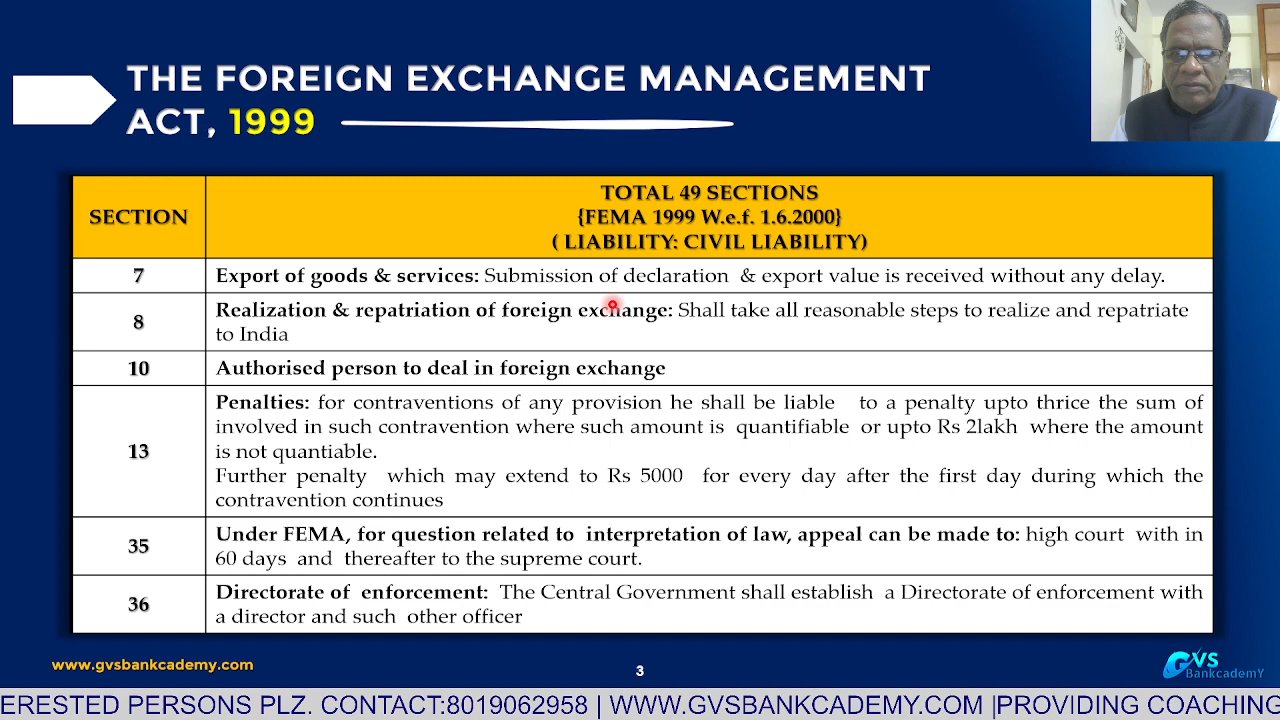 THE FOREIGN EXCHANGE MANAGEMENT
ACT, 1999
SECTION
TOTAL 49 SECTIONS
{FEMA 1999 W.e.f. 1.6.2000}
( LIABILITY: CIVIL LIABILITY)
7
Export of goods & services: Submission of declaration & export value is received without any delay.
8
Realization & repatriation of foreign exchange: Shall take all reasonable steps to realize and repatriate
to India
10
Authorised person to deal in foreign exchange
13
Penalties: for contraventions of any provision he shall be liable to a penalty upto thrice the sum of
involved in such contravention where such amount is quantifiable or upto Rs 2lakh where the amount
is not quantiable.
Further penalty which may extend to Rs 5000 for every day after the first day during which the
contravention continues
35
Under FEMA, for question related to interpretation of law, appeal can be made to: high court with in
60 days and thereafter to the supreme court.
36
Directorate of enforcement: The Central Government shall establish a Directorate of enforcement with
a director and such other officer
www.gvsbankcademy.com
3
GVS
BankcademY
ERESTED PERSONS PLZ. CONTACT:8019062958 | WWW.GVSBANKCADEMY.COM |PROVIDING COACHING